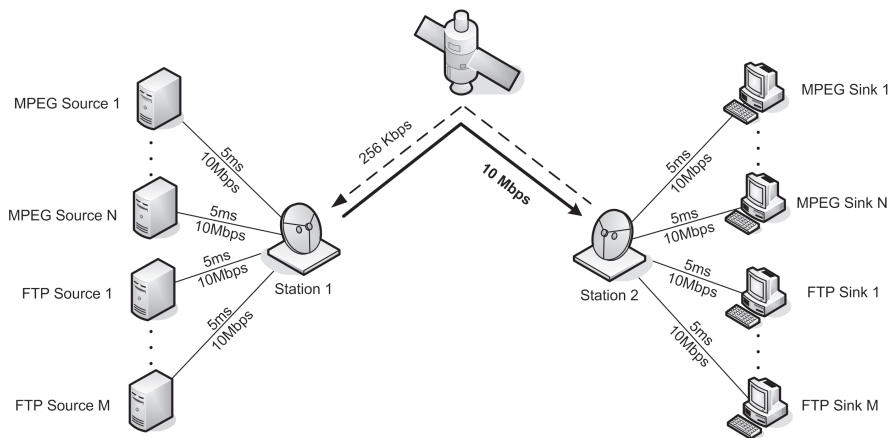 MPEG Source 1
5ms
10Mbps
MPEG Source N
5ms
10Mbps
FTP Source 1
5ms
10Mbps
FTP Source M
5ms
10Mbps
Station 1
256 Kbps
10 Mbps
Station 2
MPEG Sink 1
5ms
10Mbps
MPEG Sink N
5ms
10Mbps
FTP Sink 1
5ms
10Mbps
FTP Sink M
5ms
10Mbps